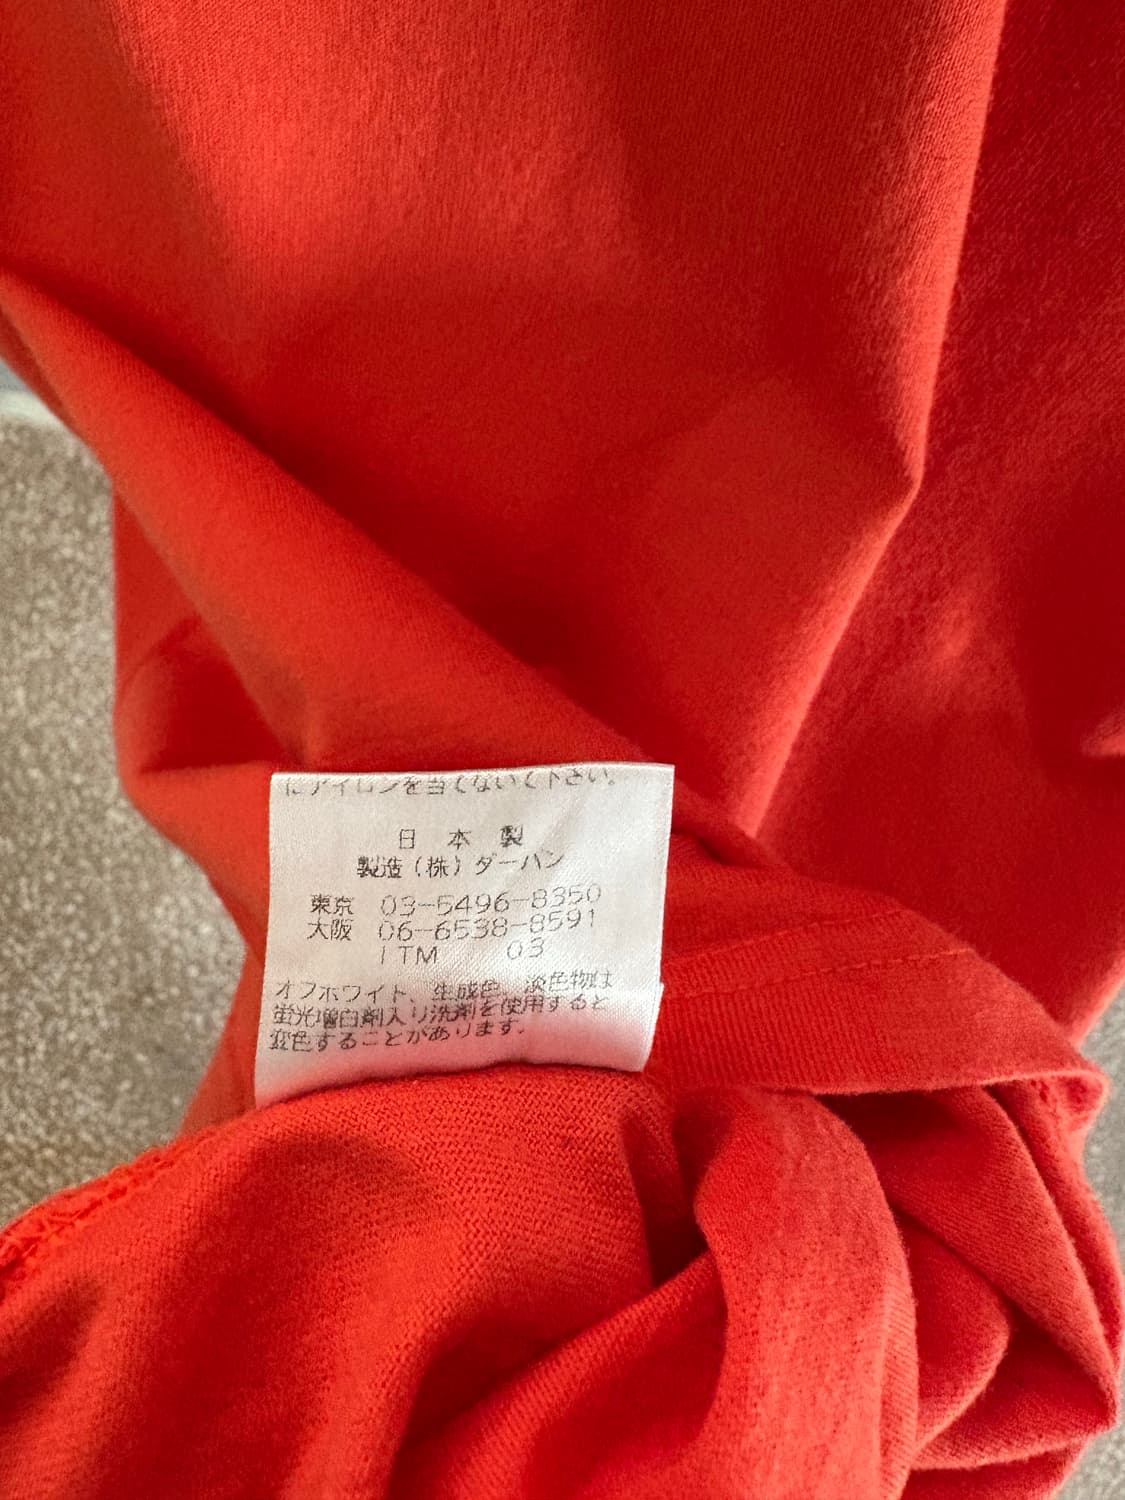 にアイロンを当てないで下さい。
日本製
製造(株)ダーバン
東京 03-5496-8350
大阪 06-6538-8591
ITM 03
オフホワイト、生成色、淡色物は
蛍光増白剤入り洗剤を使用すると
変色することがあります.